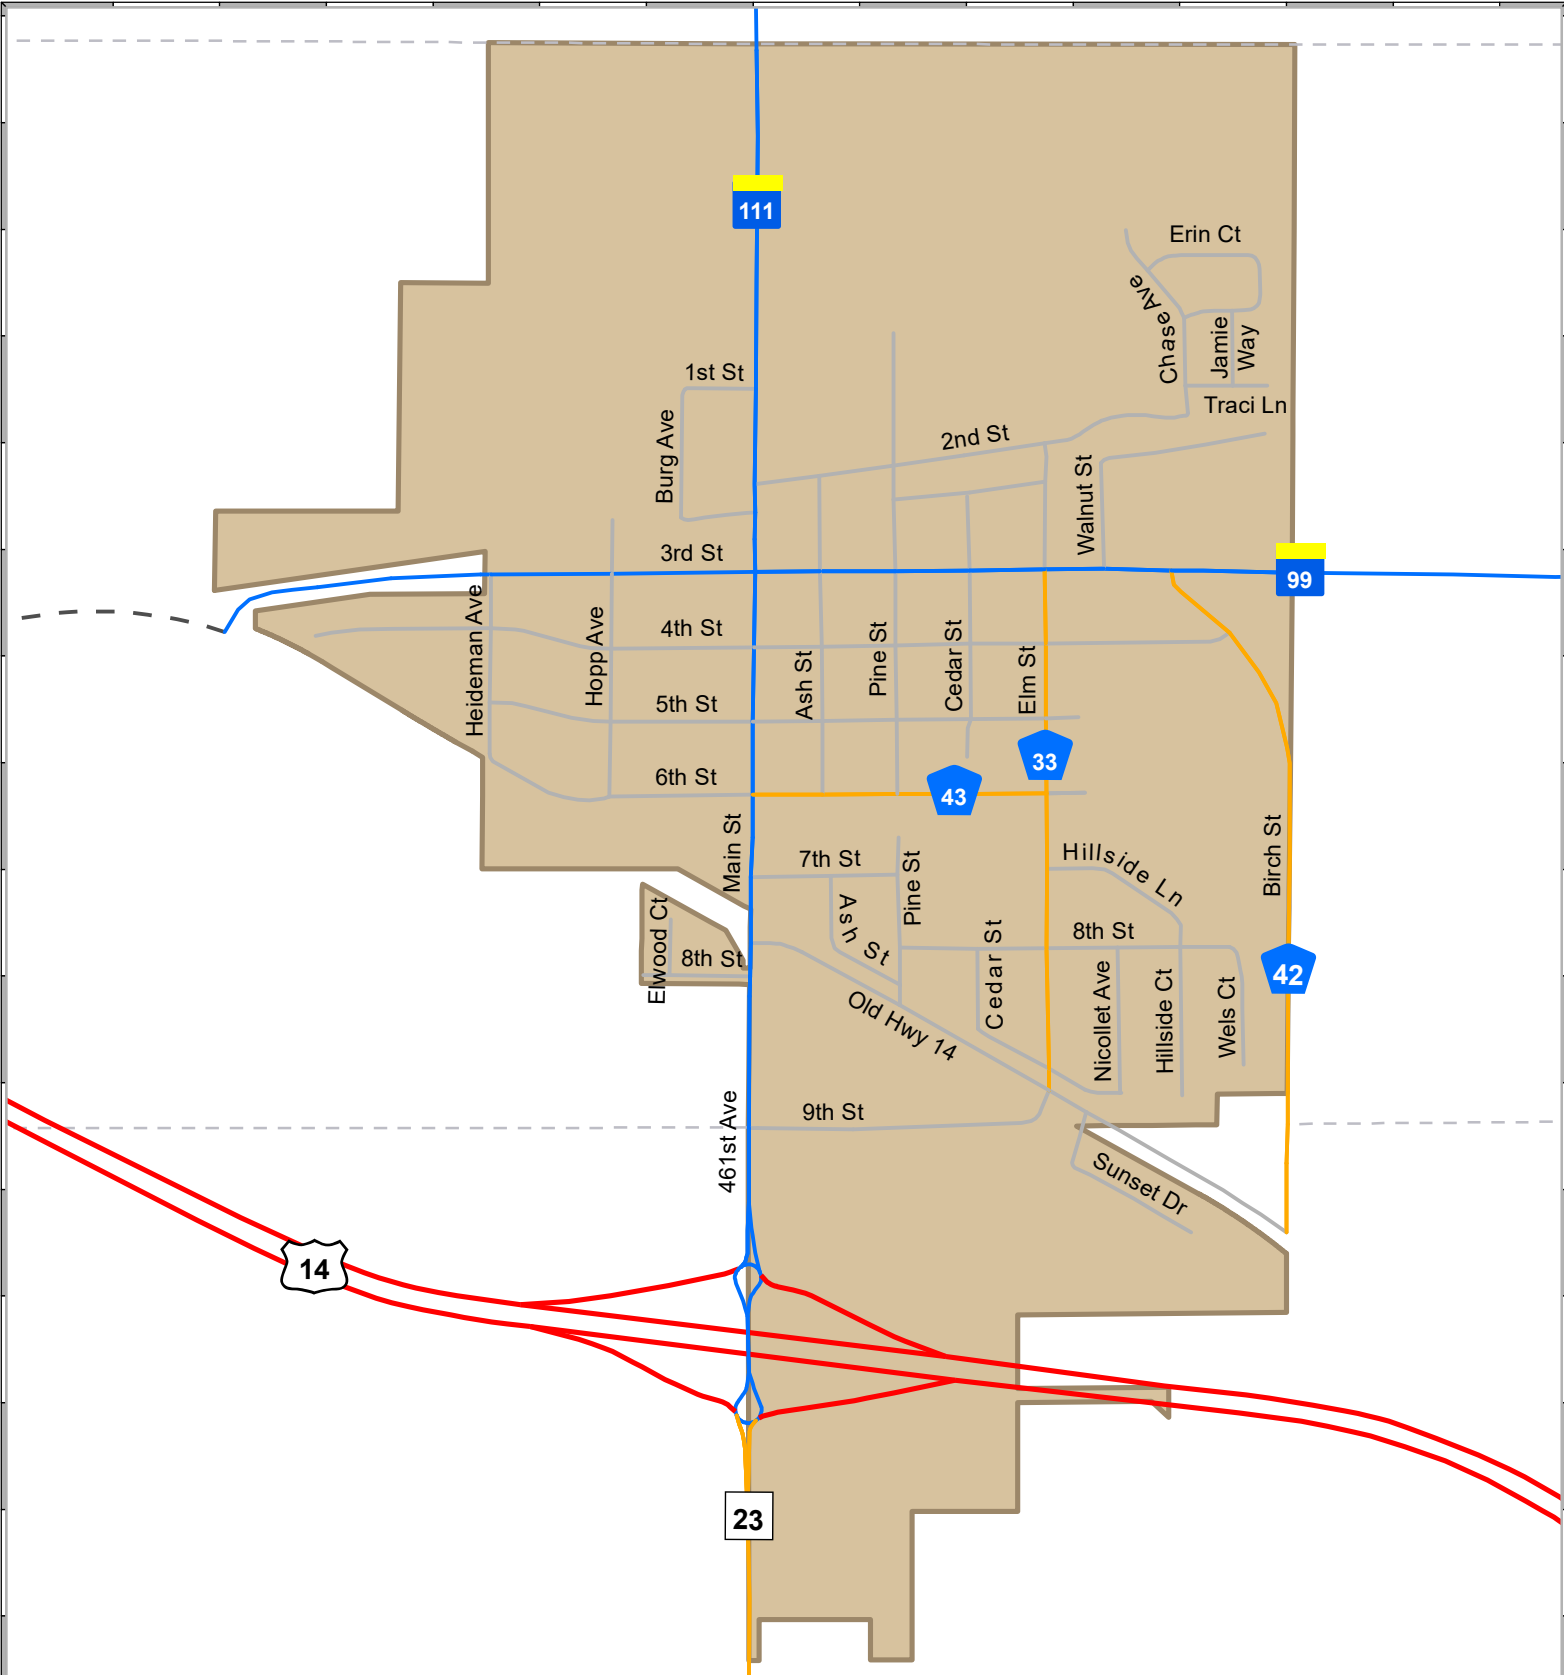 111
Erin Ct
Chase Ave
Jamie
Way
1st St
Traci Ln
Burg Ave
2nd St
Walnut St
3rd St
99
Heideman Ave
Hopp Ave
4th St
Ash St
Pine St
Cedar St
Elm St
5th St
33
6th St
43
Main St
7th St
Pine St
Hillside Ln
Birch St
Ash St
Elwood Ct
8th St
Cedar St
8th St
42
Old Hwy 14
Nicollet Ave
Hillside Ct
Wels Ct
461st Ave
9th St
Sunset Dr
14
23